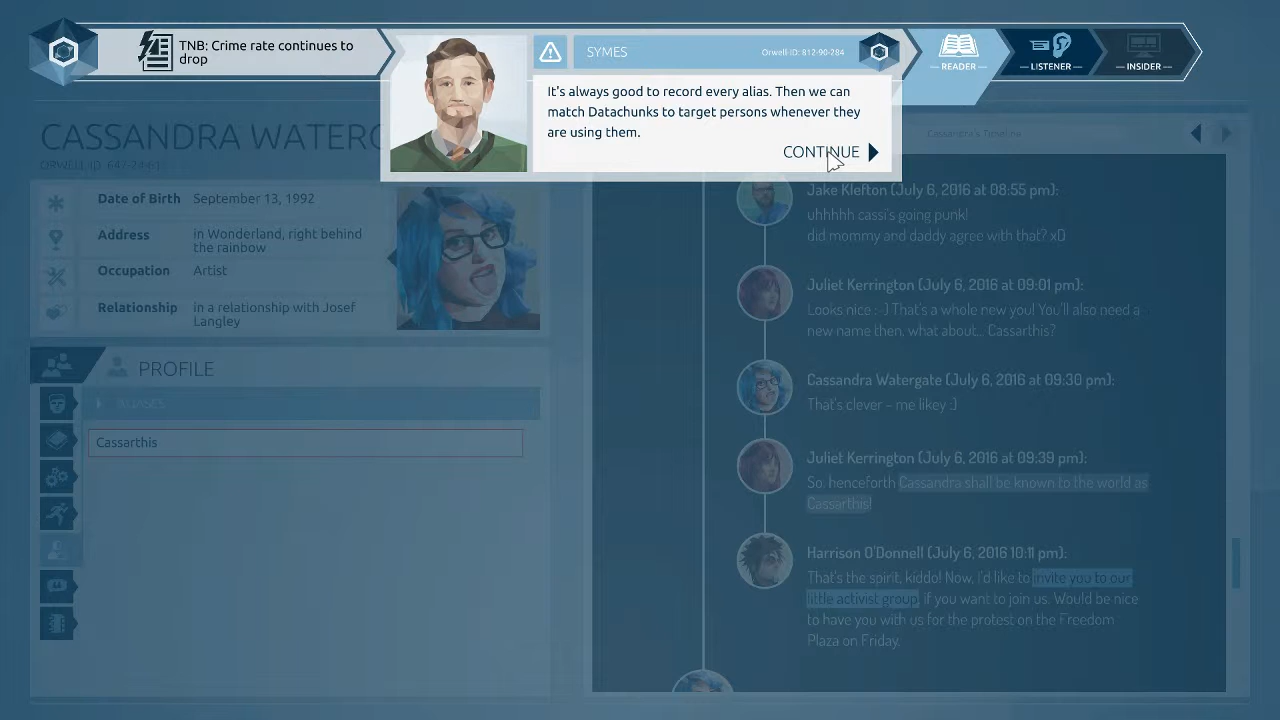 TNB: Crimerate continues to
drop
SYMES
Orwell ID: 812-90-284
It's always good to record every alias. Then we can
match Datachunks to target persons whenever they
are using them.
CONTINUE
READER
LISTENER
INSIDER
CASSANDRA WATERG
ORWELL ID:
Date of Birth September 13, 1992
Address in Wonderland, right behind
the rainbow
Occupation Artist
Relationship in a relationship with Josef
Langley
PROFILE
ALIASES
Cassarthis
Cassandra's Timeline
Jake Klefton (July 6, 2016 at 08:55 pm):
uhhhhh cassi's going punk!
did mommy and daddy agree with that? xD
Juliet Kerrington (July 6, 2016 at 09:01 pm):
Looks nice :-) That's a whole new you! You'll also need a
new name then, what about... Cassarthis?
Cassandra Watergate (July 6, 2016 at 09:30 pm):
That's clever – me likey :)
Juliet Kerrington (July 6, 2016 at 09:39 pm):
So: henceforth Cassandra shall be known to the world as
Cassarthis!
Harrison O'Donnell (July 6, 2016 10:11 pm):
That's the spirit, kiddo! Now, I'd like to invite you to our
little activist group, if you want to join us. Would be nice
to have you with us for the protest on the Freedom
Plaza on Friday.